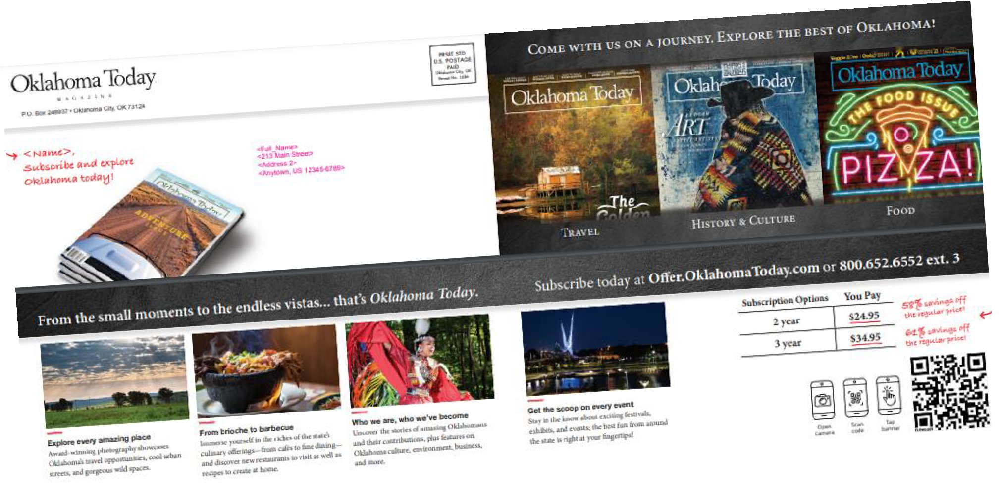 Oklahoma Today
MAGAZINE
P.O. Box 248937 • Oklahoma City, OK 73124
PRSRT STD
U.S. POSTAGE
PAID
Oklahoma City, OK
Permit No.
<Name>,
Subscribe and explore
Oklahoma today!
<Full_Name>
<213 Main Street>
<Address 2>
<Anytown, US 12345-6789>
Oklahoma Today
ADVENTURE
ISSUE
COME WITH US ON A JOURNEY. EXPLORE THE BEST OF OKLAHOMA!
Oklahoma Today
The
Golden
TRAVEL
Oklah Today
ART
HISTORY & CULTURE
Oklahoma Today
THE FOOD ISSUE
PIZZA!
FOOD
From the small moments to the endless vistas... that's Oklahoma Today.
Subscribe today at Offer.OklahomaToday.com or 800.652.6552 ext. 3
Explore every amazing place
Award-winning photography showcases
Oklahoma's travel opportunities, cool urban
streets, and gorgeous wild spaces.
From brioche to barbecue
Immerse yourself in the riches of the state's
culinary offerings—from cafés to fine dining—
and discover new restaurants to visit as well as
recipes to create at home.
Who we are, who we've become
Uncover the stories of amazing Oklahomans
and their contributions, plus features on
Oklahoma culture, environment, business,
and more.
Get the scoop on every event
Stay in the know about exciting festivals,
exhibits, and events; the best fun from around
the state is right at your fingertips!
Subscription Options You Pay
2 year $24.95
58% savings off
the regular price!
3 year $34.95
61% savings off
the regular price!
Open
camera
Scan
code
Tap
banner